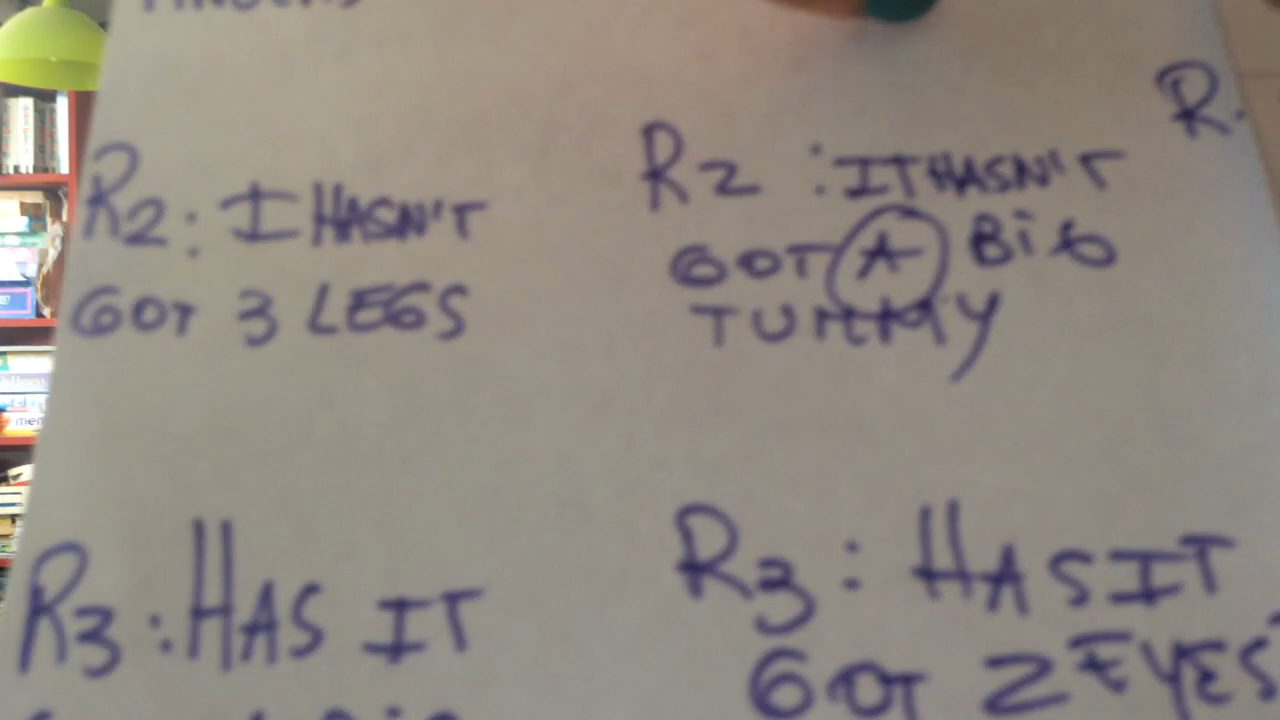 R2: I HASN'T
GOT 3 LEGS
R2: IT HASN'T
GOT A BIG
TUMMY
R3: HAS IT
R3: HAS IT
GOT 2 EYES